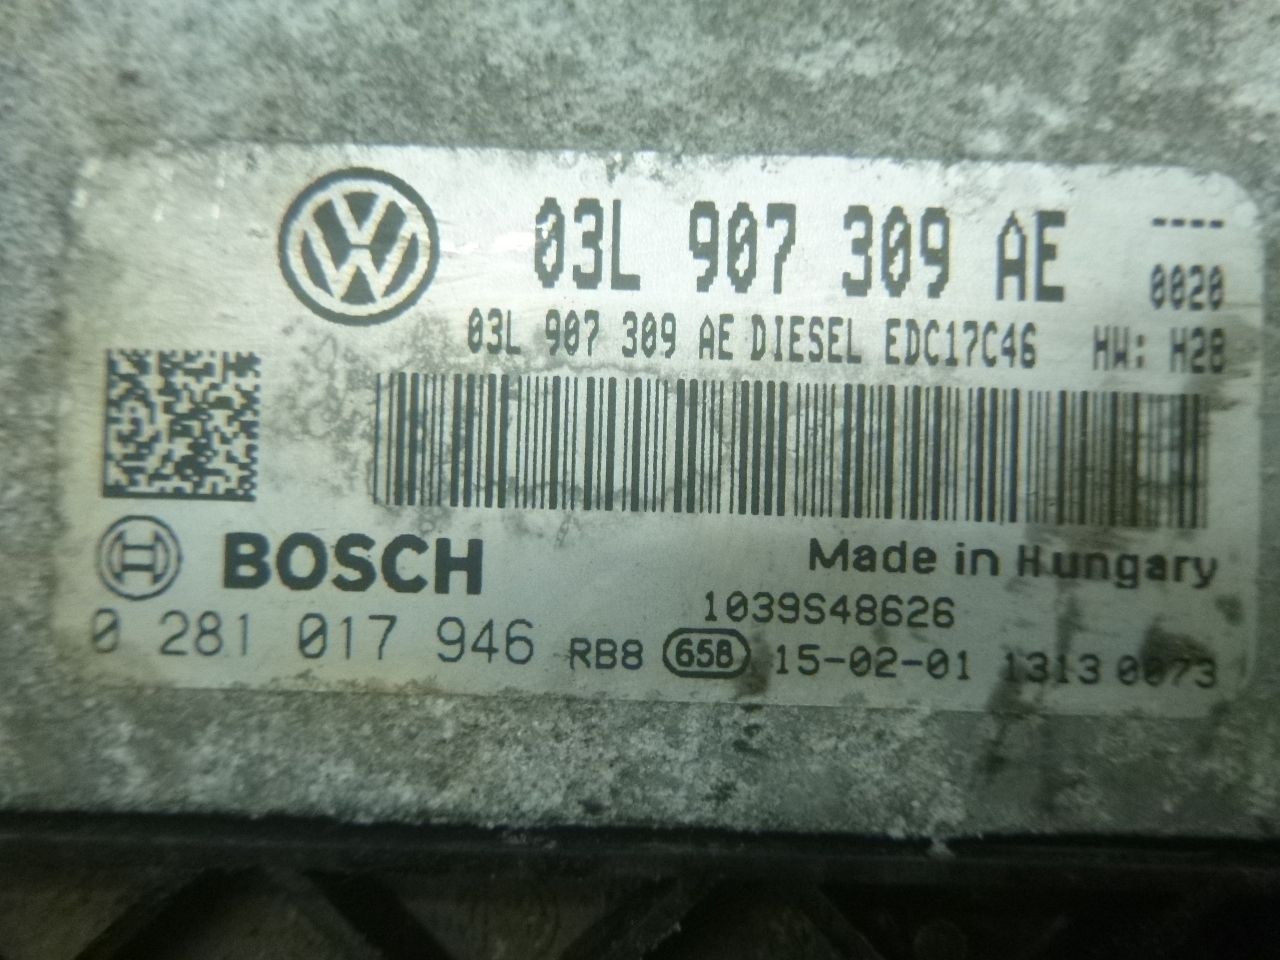 03L 907 309 AE ----
0020
03L 907 309 AE DIESEL EDC17C46 HW: H28
BOSCH
Made in Hungary
1039S48626
0 281 017 946 RB8 658 15-02-01 1313 0073